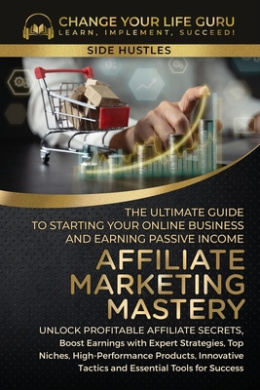 CHANGE YOUR LIFE GURU
LEARN, IMPLEMENT, SUCCEED!
SIDE HUSTLES
THE ULTIMATE GUIDE
TO STARTING YOUR ONLINE BUSINESS
AND EARNING PASSIVE INCOME
AFFILIATE
MARKETING
MASTERY
UNLOCK PROFITABLE AFFILIATE SECRETS,
Boost Earnings with Expert Strategies, Top
Niches, High-Performance Products, Innovative
Tactics and Essential Tools for Success